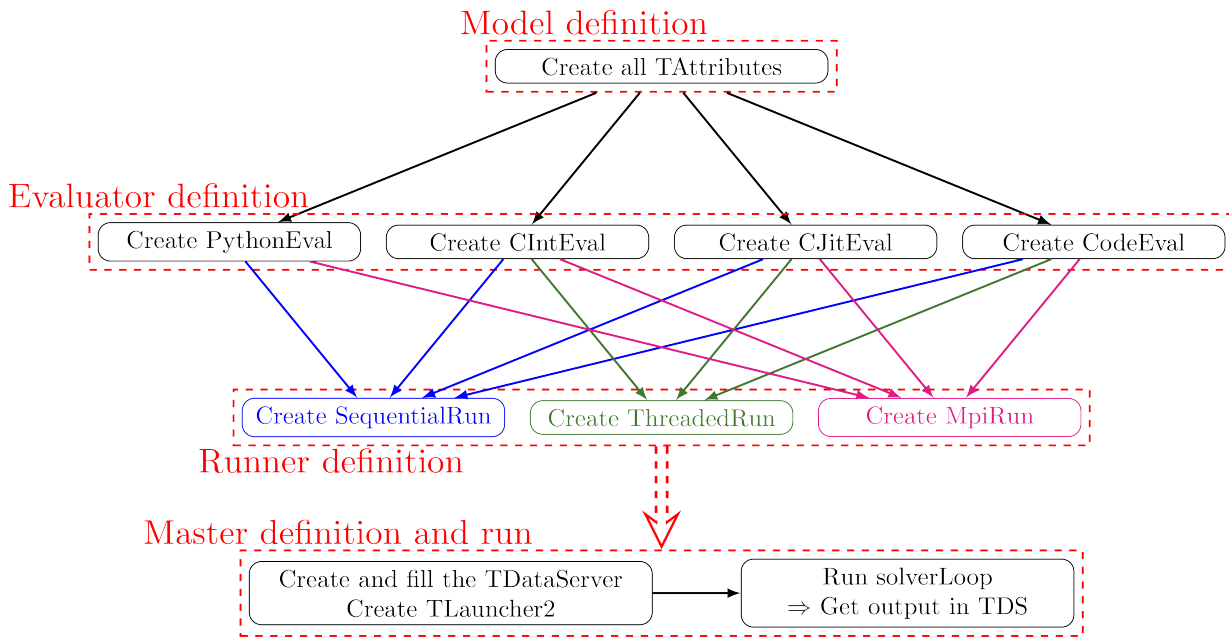 Model definition
Create all TAttributes
Evaluator definition
Create PythonEval
Create CIntEval
Create CJitEval
Create CodeEval
Create SequentialRun
Create ThreadedRun
Create MpiRun
Runner definition
Master definition and run
Create and fill the TDataServer
Create TLauncher2
Run solverLoop
⇒ Get output in TDS